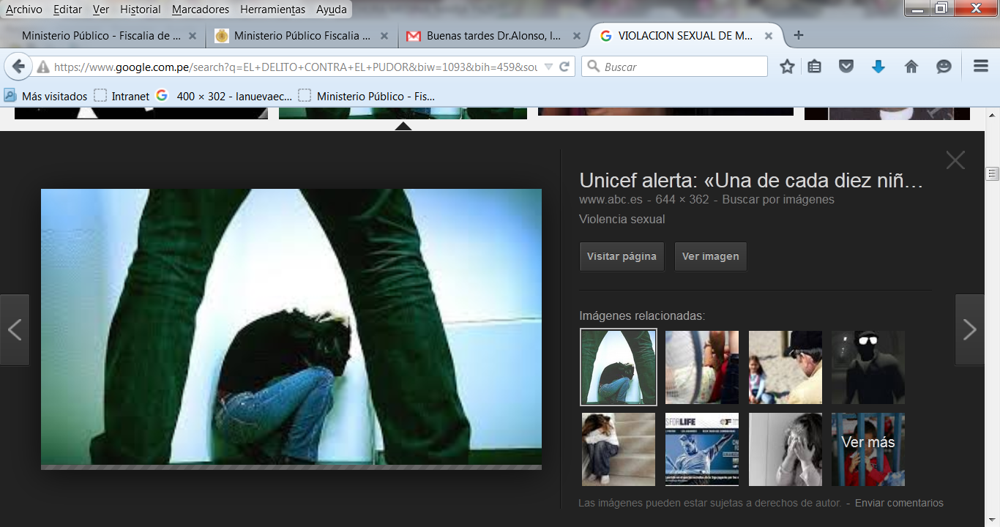 Archivo Editar Ver Historial Marcadores Herramientas Ayuda
Ministerio Público - Fiscalia de ... Ministerio Público Fiscalia ... Buenas tardes Dr.Alonso, l... VIOLACION SEXUAL DE M...
https://www.google.com.pe/search?q=EL+DELITO+CONTRA+EL+PUDOR&biw=1093&bih=459&sou Buscar
Más visitados Intranet 400 × 302 - lanuevaec... Ministerio Público - Fis...
Unicef alerta: «Una de cada diez niñ...
www.abc.es - 644 × 362 - Buscar por imágenes
Violencia sexual
Visitar página Ver imagen
Imágenes relacionadas:
SFORLIFE
Ver más
Las imágenes pueden estar sujetas a derechos de autor. - Enviar comentarios